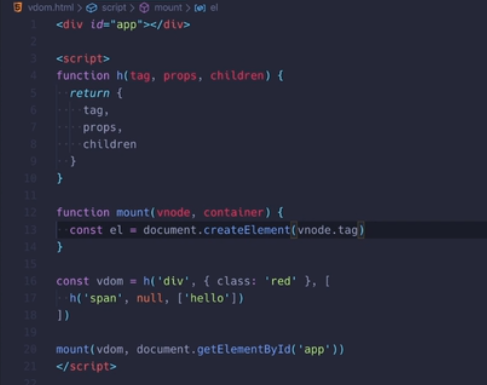 vdom.html > script > mount > el
1 <div id="app"></div>
2
3 <script>
4 function h(tag, props, children) {
5   return {
6     tag,
7     props,
8     children
9   }
10 }
11
12 function mount(vnode, container) {
13   const el = document.createElement(vnode.tag)
14 }
15
16 const vdom = h('div', { class: 'red' }, [
17   h('span', null, ['hello'])
18 ])
19
20 mount(vdom, document.getElementById('app'))
21 </script>